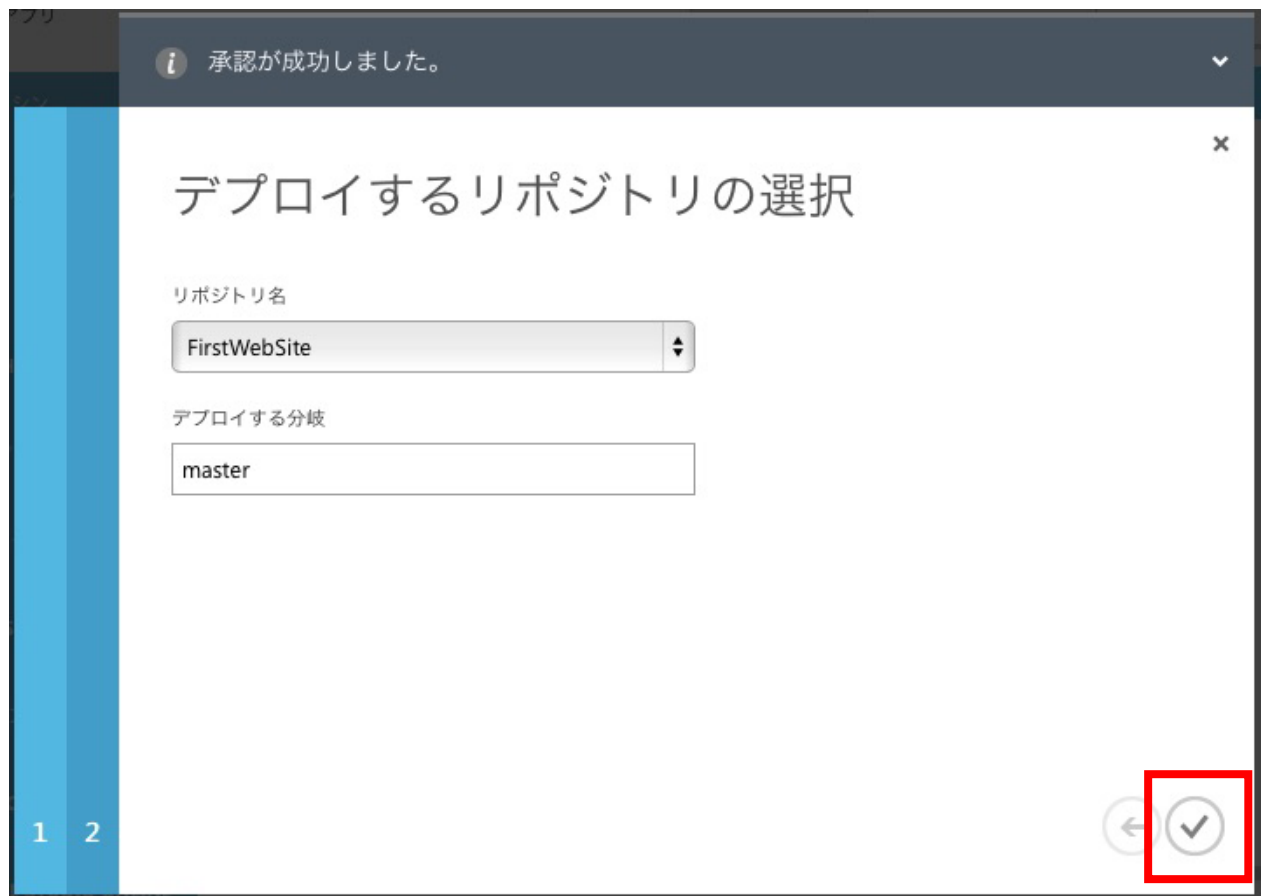 承認が成功しました。
デプロイするリポジトリの選択
リポジトリ名
FirstWebSite
デプロイする分岐
master
1 2